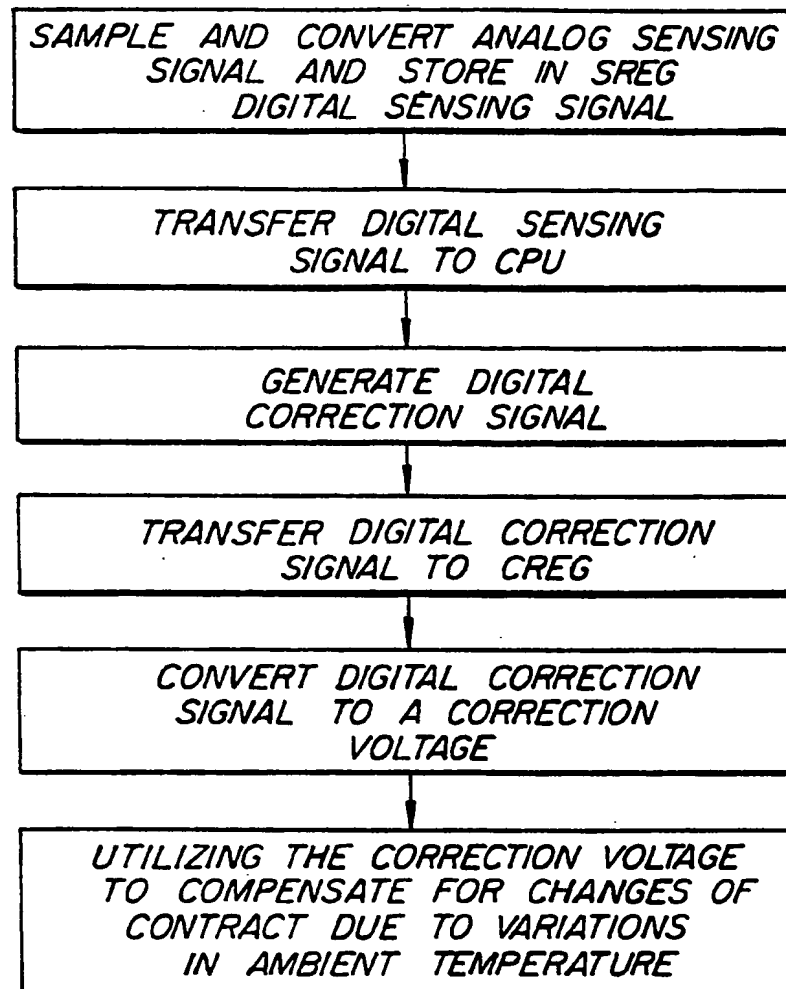 SAMPLE AND CONVERT ANALOG SENSING
SIGNAL AND STORE IN SREG
DIGITAL SENSING SIGNAL
TRANSFER DIGITAL SENSING
SIGNAL TO CPU
GENERATE DIGITAL
CORRECTION SIGNAL
TRANSFER DIGITAL CORRECTION
SIGNAL TO CREG
CONVERT DIGITAL CORRECTION
SIGNAL TO A CORRECTION
VOLTAGE
UTILIZING THE CORRECTION VOLTAGE
TO COMPENSATE FOR CHANGES OF
CONTRACT DUE TO VARIATIONS
IN AMBIENT TEMPERATURE